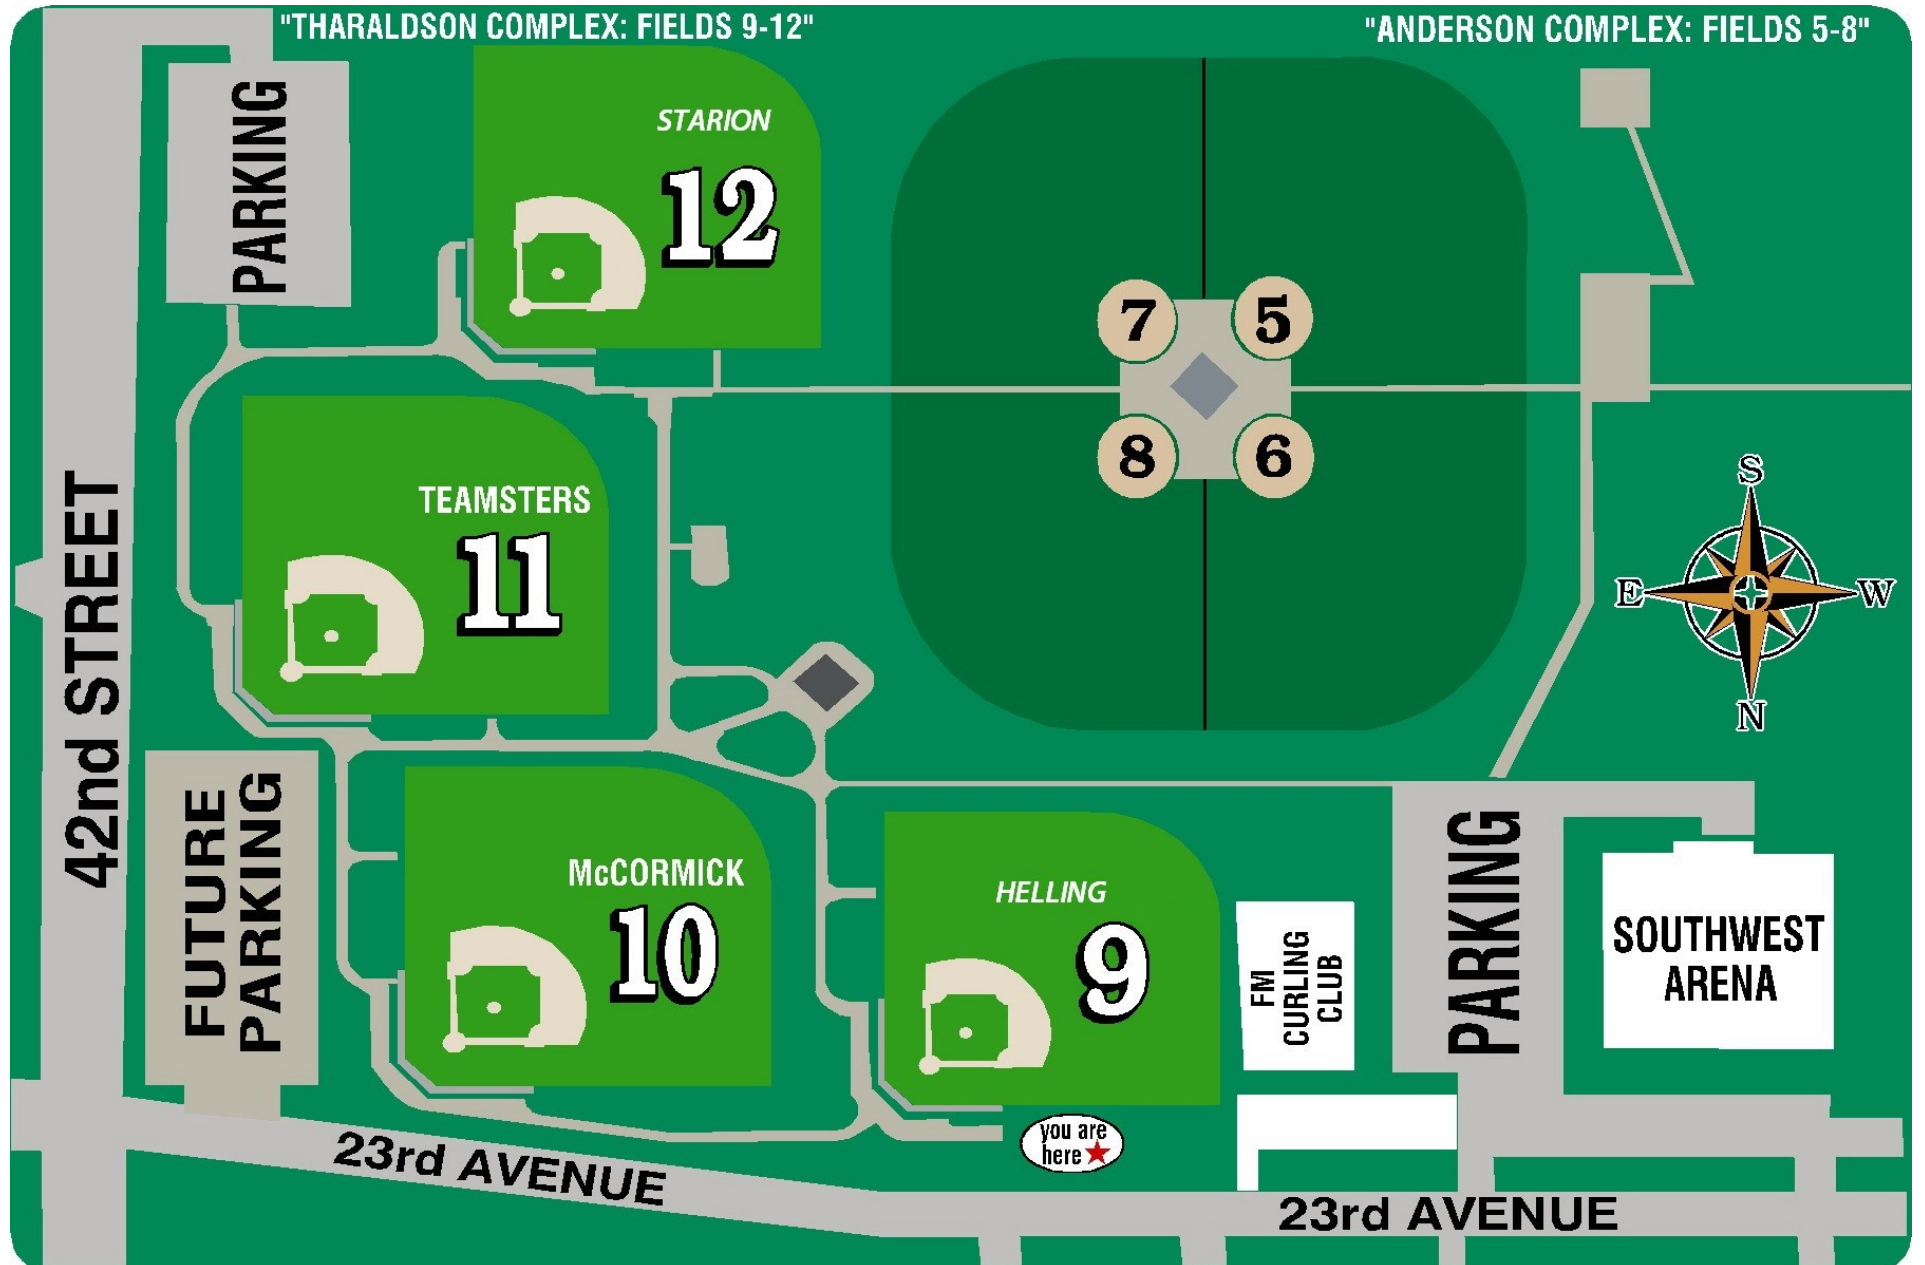 "THARALDSON COMPLEX: FIELDS 9-12"
"ANDERSON COMPLEX: FIELDS 5-8"
PARKING
STARION
12
7
5
8
6
42nd STREET
TEAMSTERS
11
S
E
W
N
FUTURE
PARKING
McCORMICK
10
HELLING
9
FM
CURLING
CLUB
PARKING
SOUTHWEST
ARENA
you are
here
23rd AVENUE
23rd AVENUE